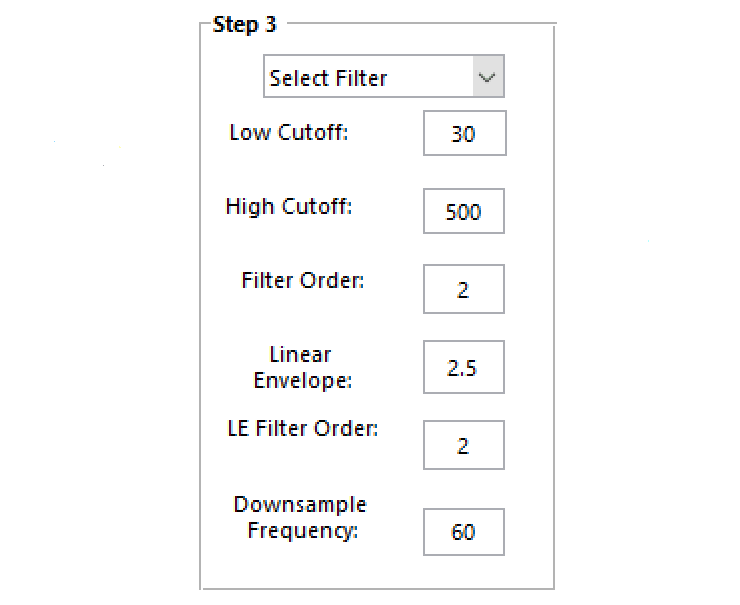 Step 3
Select Filter
Low Cutoff:
30
High Cutoff:
500
Filter Order:
2
Linear
Envelope:
2.5
LE Filter Order:
2
Downsample
Frequency:
60